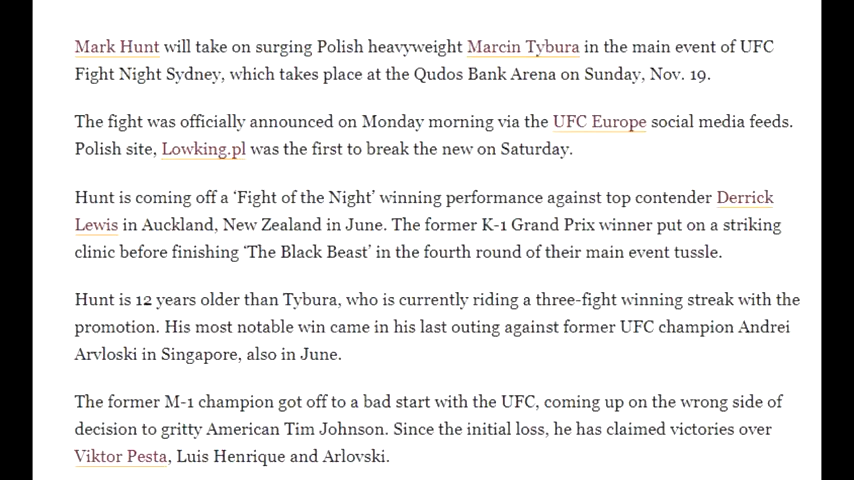 Mark Hunt will take on surging Polish heavyweight Marcin Tybura in the main event of UFC
Fight Night Sydney, which takes place at the Qudos Bank Arena on Sunday, Nov. 19.
The fight was officially announced on Monday morning via the UFC Europe social media feeds.
Polish site, Lowking.pl was the first to break the new on Saturday.
Hunt is coming off a ‘Fight of the Night’ winning performance against top contender Derrick
Lewis in Auckland, New Zealand in June. The former K-1 Grand Prix winner put on a striking
clinic before finishing ‘The Black Beast’ in the fourth round of their main event tussle.
Hunt is 12 years older than Tybura, who is currently riding a three-fight winning streak with the
promotion. His most notable win came in his last outing against former UFC champion Andrei
Arvloski in Singapore, also in June.
The former M-1 champion got off to a bad start with the UFC, coming up on the wrong side of
decision to gritty American Tim Johnson. Since the initial loss, he has claimed victories over
Viktor Pesta, Luis Henrique and Arlovski.